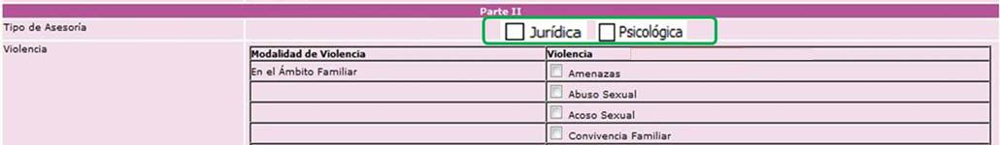 Parte II
Tipo de Asesoría Jurídica Psicológica
Violencia
Modalidad de Violencia Violencia
En el Ámbito Familiar Amenazas
Abuso Sexual
Acoso Sexual
Convivencia Familiar